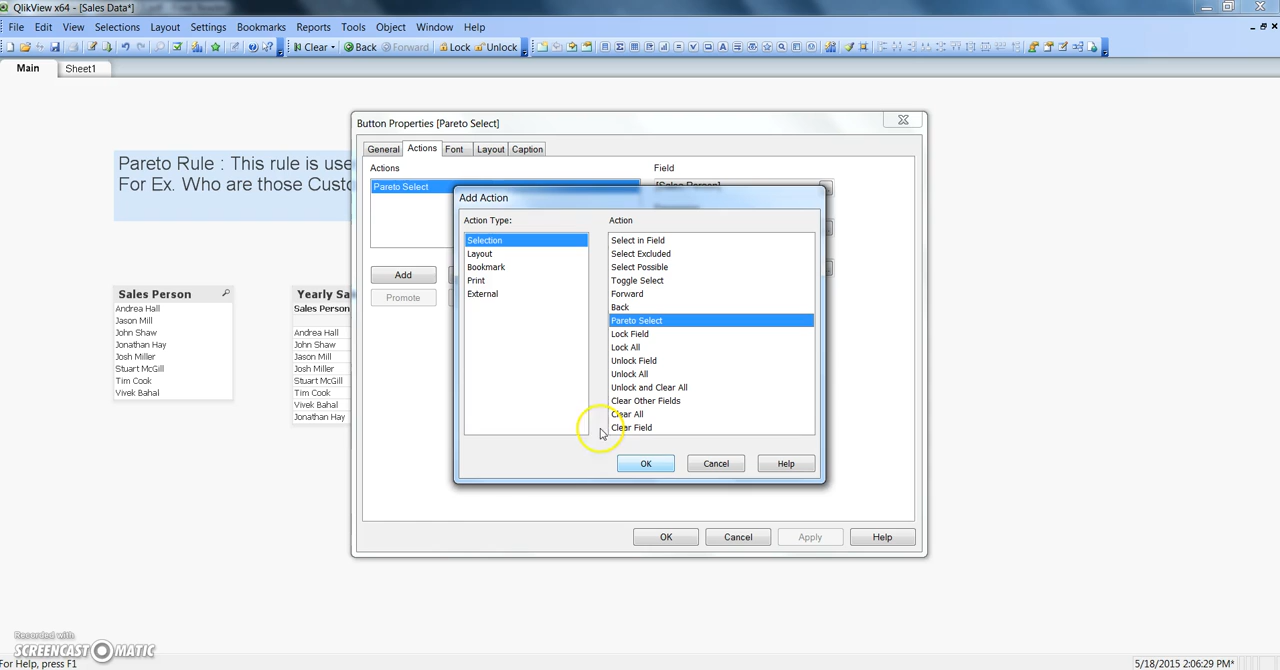 QlikView x64 - [Sales Data*]
File Edit View Selections Layout Settings Bookmarks Reports Tools Object Window Help
Clear Back Forward Lock Unlock
Main Sheet1
Button Properties [Pareto Select]
General Actions Font Layout Caption
Actions Field
Pareto Select [Sales Person]
Add
Promote
Pareto Rule : This rule is use
For Ex. Who are those Custo
Sales Person
Andrea Hall
Jason Mill
John Shaw
Jonathan Hay
Josh Miller
Stuart McGill
Tim Cook
Vivek Bahal
Yearly Sa
Sales Person
Andrea Hall
John Shaw
Jason Mill
Josh Miller
Stuart McGill
Tim Cook
Vivek Bahal
Jonathan Hay
Add Action
Action Type: Action
Selection
Layout
Bookmark
Print
External
Select in Field
Select Excluded
Select Possible
Toggle Select
Forward
Back
Pareto Select
Lock Field
Lock All
Unlock Field
Unlock All
Unlock and Clear All
Clear Other Fields
Clear All
Clear Field
OK Cancel Help
OK Cancel Apply Help
Recorded with
SCREENCAST MATIC
For Help, press F1 5/18/2015 2:06:29 PM*